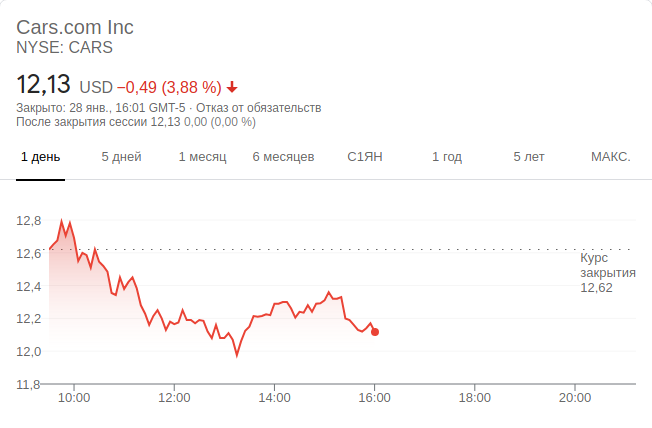 Cars.com Inc
NYSE: CARS
12,13 USD −0,49 (3,88 %)
Закрыто: 28 янв., 16:01 GMT-5 · Отказ от обязательств
После закрытия сессии 12,13 0,00 (0,00 %)
1 день 5 дней 1 месяц 6 месяцев С1ЯН 1 год 5 лет МАКС.
12,8
12,6
Курс
закрытия
12,62
12,4
12,2
12,0
11,8
10:00 12:00 14:00 16:00 18:00 20:00